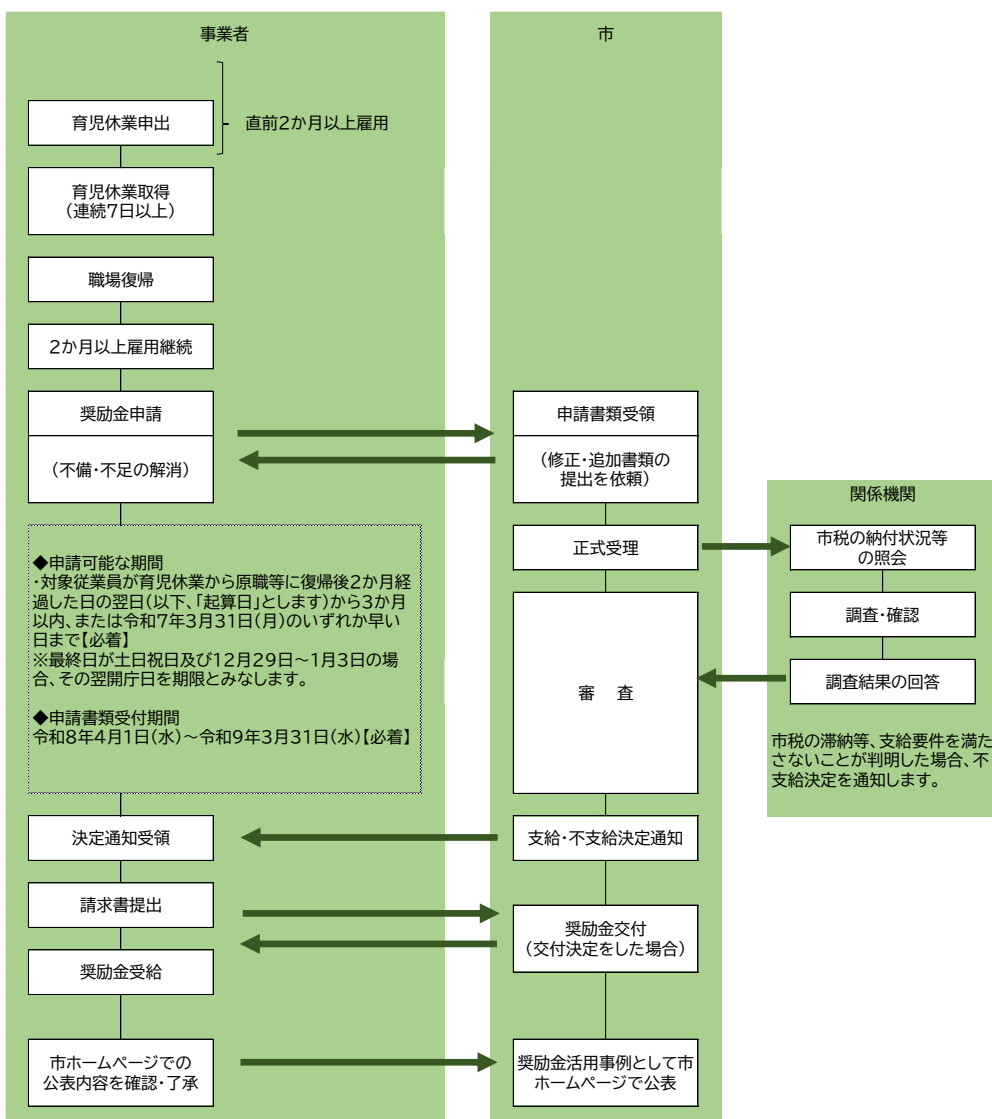 事業者
育児休業申出
直前2か月以上雇用
育児休業取得
(連続7日以上)
職場復帰
2か月以上雇用継続
奨励金申請
(不備・不足の解消)
◆申請可能な期間
・対象従業員が育児休業から原職等に復帰後2か月経
過した日の翌日(以下、「起算日」とします)から3か月
以内、または令和7年3月31日(月)のいずれか早い
日まで【必着】
※最終日が土日祝日及び12月29日~1月3日の場
合、その翌開庁日を期限とみなします。
◆申請書類受付期間
令和8年4月1日(水)~令和9年3月31日(水)【必着】
決定通知受領
請求書提出
奨励金受給
市ホームページでの
公表内容を確認・了承
市
申請書類受領
(修正・追加書類の
提出を依頼)
正式受理
審 査
支給・不支給決定通知
奨励金交付
(交付決定をした場合)
奨励金活用事例として市
ホームページで公表
関係機関
市税の納付状況等
の照会
調査・確認
調査結果の回答
市税の滞納等、支給要件を満た
さないことが判明した場合、不
支給決定を通知します。